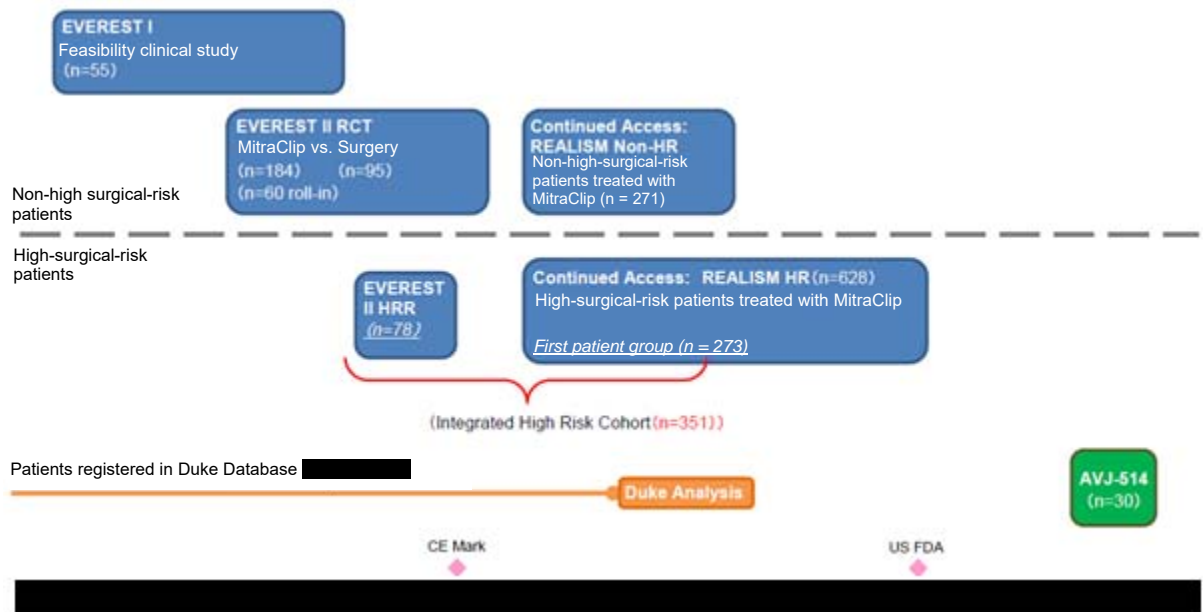 EVEREST I
Feasibility clinical study
(n=55)
EVEREST II RCT
MitraClip vs. Surgery
(n=184) (n=95)
(n=60 roll-in)
Continued Access:
REALISM Non-HR
Non-high-surgical-risk
patients treated with
MitraClip (n = 271)
Non-high surgical-risk
patients
High-surgical-risk
patients
EVEREST
II HRR
(n=78)
Continued Access: REALISM HR(n=628)
High-surgical-risk patients treated with MitraClip
First patient group (n = 273)
(Integrated High Risk Cohort(n=351))
Patients registered in Duke Database
Duke Analysis
AVJ-514
(n=30)
CE Mark
US FDA